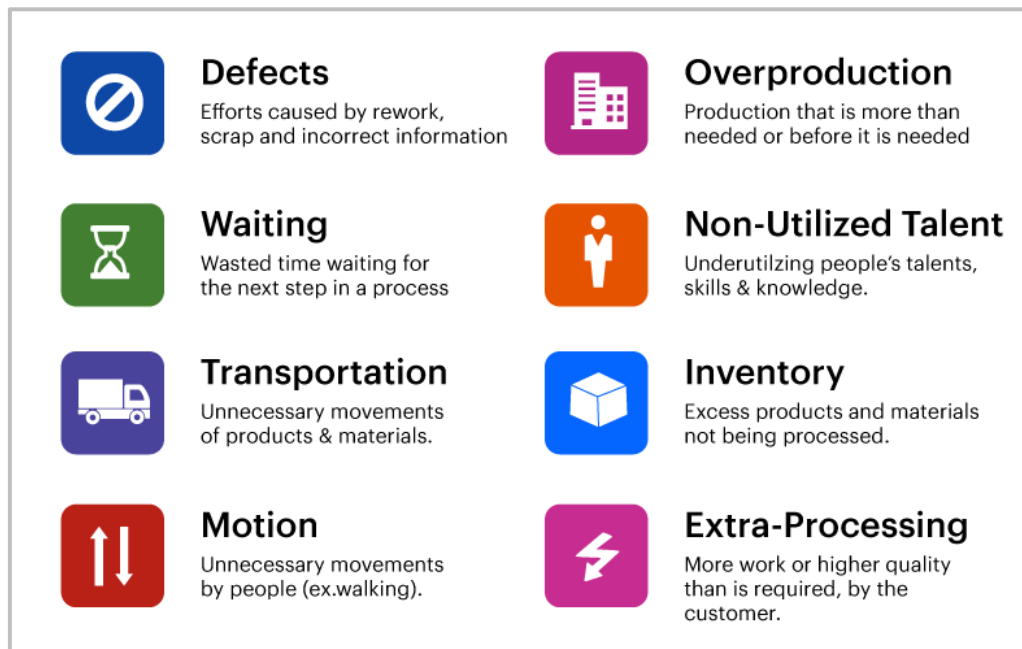 Defects
Efforts caused by rework,
scrap and incorrect information
Overproduction
Production that is more than
needed or before it is needed
Waiting
Wasted time waiting for
the next step in a process
Non-Utilized Talent
Underutilzing people's talents,
skills & knowledge.
Transportation
Unnecessary movements
of products & materials.
Inventory
Excess products and materials
not being processed.
Motion
Unnecessary movements
by people (ex.walking).
Extra-Processing
More work or higher quality
than is required, by the
customer.